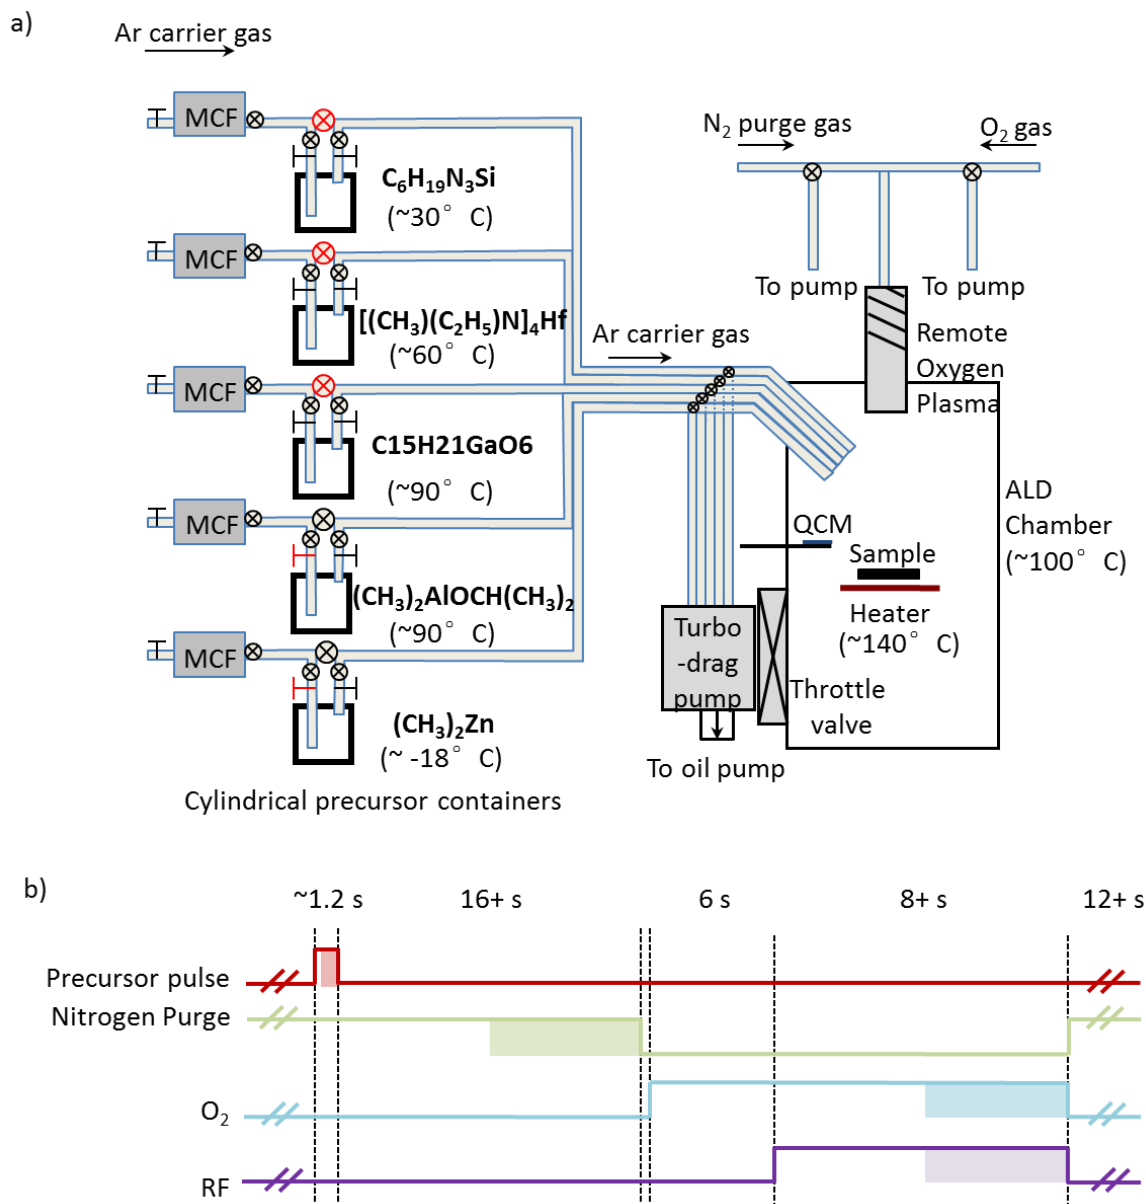 a)
Ar carrier gas
MCF
C₆H₁₉N₃Si
(~30° C)
MCF
[(CH₃)(C₂H₅)N]₄Hf
(~60° C)
MCF
C15H21GaO6
(~90° C)
MCF
(CH₃)₂AlOCH(CH₃)₂
(~90° C)
MCF
(CH₃)₂Zn
(~ -18° C)
Cylindrical precursor containers
Ar carrier gas
N₂ purge gas
O₂ gas
To pump
To pump
Remote
Oxygen
Plasma
ALD
Chamber
(~100° C)
QCM
Sample
Heater
(~140° C)
Turbo
-drag
pump
Throttle
valve
To oil pump
b)
~1.2 s 16+ s 6 s 8+ s 12+ s
Precursor pulse
Nitrogen Purge
O₂
RF